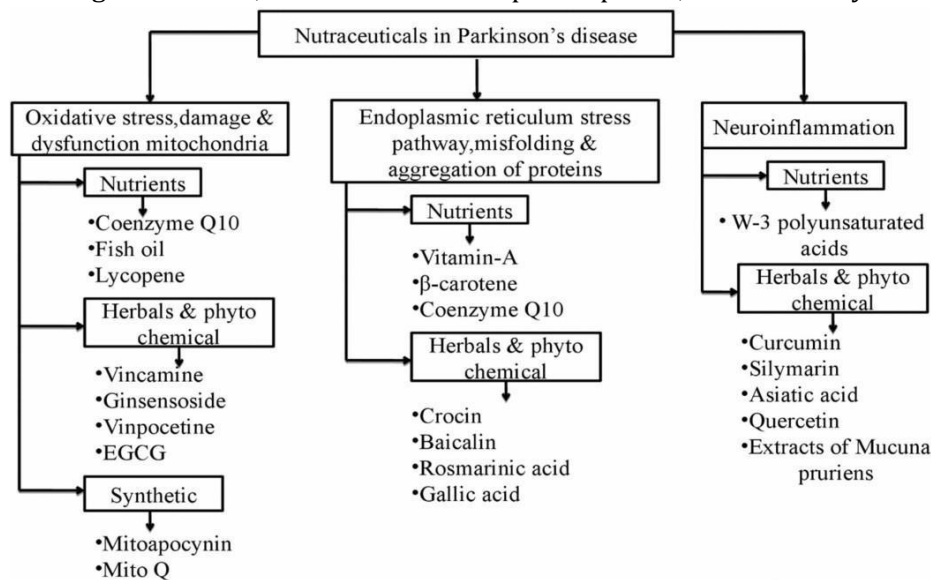 Nutraceuticals in Parkinson's disease
Oxidative stress,damage &
dysfunction mitochondria
Nutrients
•Coenzyme Q10
•Fish oil
•Lycopene
Herbals & phyto
chemical
•Vincamine
•Ginsensoside
•Vinpocetine
•EGCG
Synthetic
•Mitoapocynin
•Mito Q
Endoplasmic reticulum stress
pathway,misfolding &
aggregation of proteins
Nutrients
•Vitamin-A
•β-carotene
•Coenzyme Q10
Herbals & phyto
chemical
•Crocin
•Baicalin
•Rosmarinic acid
•Gallic acid
Neuroinflammation
Nutrients
• W-3 polyunsaturated
acids
Herbals & phyto
chemical
•Curcumin
•Silymarin
•Asiatic acid
•Quercetin
•Extracts of Mucuna
pruriens